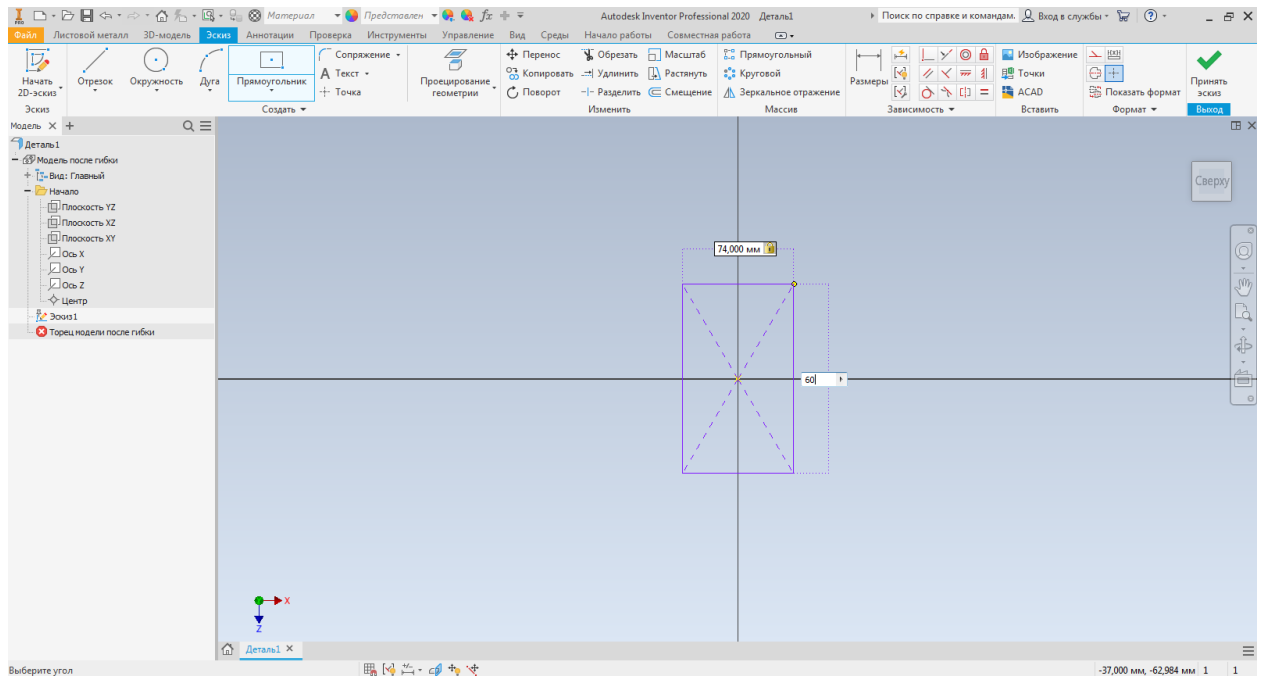 PRO Материал Представлен fx Autodesk Inventor Professional 2020 Деталь1 Поиск по справке и командам. Вход в службы
Файл Листовой металл 3D-модель Эскиз Аннотации Проверка Инструменты Управление Вид Среды Начало работы Совместная работа
Начать 2D-эскиз
Отрезок
Окружность
Дуга
Прямоугольник
Сопряжение
Текст
Точка
Проецирование геометрии
Перенос
Копировать
Поворот
Обрезать
Удлинить
Разделить
Масштаб
Растянуть
Смещение
Прямоугольный
Круговой
Зеркальное отражение
Размеры
Изображение
Точки
ACAD
Показать формат
Принять эскиз
Эскиз Создать Изменить Массив Зависимость Вставить Формат Выход
Модель
Деталь1
Модель после гибки
Вид: Главный
Начало
Плоскость YZ
Плоскость XZ
Плоскость XY
Ось X
Ось Y
Ось Z
Центр
Эскиз1
Торец модели после гибки
Сверху
74,000 мм
60
X
Z
Деталь1
Выберите угол
-37,000 мм, -62,984 мм 1 1